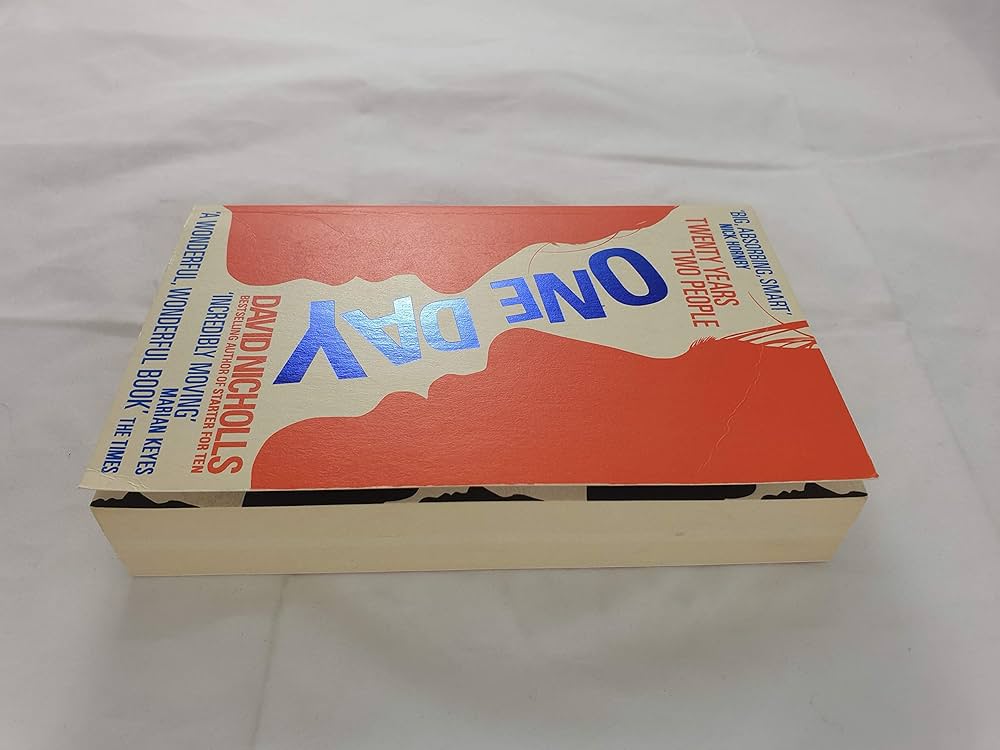 'BIG, ABSORBING, SMART',
NICK HORNBY
TWENTY YEARS
TWO PEOPLE
ONE
DAY
DAVID NICHOLLS
BESTSELLING AUTHOR OF STARTER FOR TEN
'INCREDIBLY MOVING'
MARIAN KEYES
'A WONDERFUL, WONDERFUL BOOK' THE TIMES